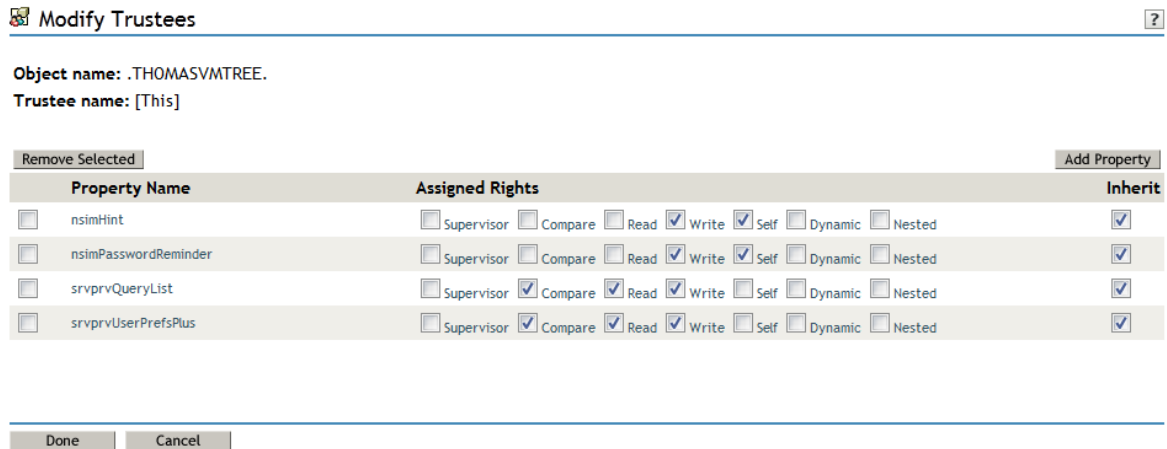 Modify Trustees ?
Object name: .THOMASVMTREE.
Trustee name: [This]
Remove Selected Add Property
Property Name Assigned Rights Inherit
nsimHint Supervisor Compare Read Write Self Dynamic Nested
nsimPasswordReminder Supervisor Compare Read Write Self Dynamic Nested
srvprvQueryList Supervisor Compare Read Write Self Dynamic Nested
srvprvUserPrefsPlus Supervisor Compare Read Write Self Dynamic Nested
Done Cancel